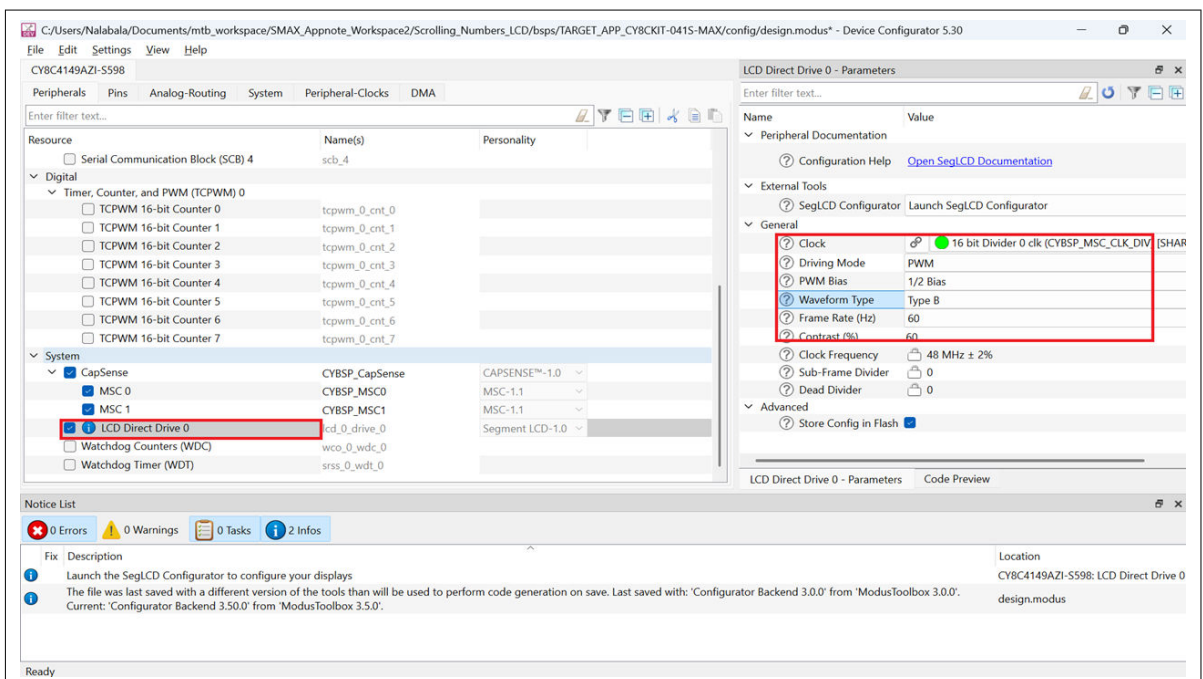 C:/Users/Nalabala/Documents/mtb_workspace/SMAX_Appnote_Workspace2/Scrolling_Numbers_LCD/bsps/TARGET_APP_CY8CKIT-041S-MAX/config/design.modus* - Device Configurator 5.30
File Edit Settings View Help
CY8C4149AZI-S598
Peripherals Pins Analog-Routing System Peripheral-Clocks DMA
Enter filter text...
Resource Name(s) Personality
Serial Communication Block (SCB) 4 scb_4
Digital
Timer, Counter, and PWM (TCPWM) 0
TCPWM 16-bit Counter 0 tcpwm_0_cnt_0
TCPWM 16-bit Counter 1 tcpwm_0_cnt_1
TCPWM 16-bit Counter 2 tcpwm_0_cnt_2
TCPWM 16-bit Counter 3 tcpwm_0_cnt_3
TCPWM 16-bit Counter 4 tcpwm_0_cnt_4
TCPWM 16-bit Counter 5 tcpwm_0_cnt_5
TCPWM 16-bit Counter 6 tcpwm_0_cnt_6
TCPWM 16-bit Counter 7 tcpwm_0_cnt_7
System
CapSense CYBSP_CapSense CAPSENSE™-1.0
MSC 0 CYBSP_MSC0 MSC-1.1
MSC 1 CYBSP_MSC1 MSC-1.1
LCD Direct Drive 0 lcd_0_drive_0 Segment LCD-1.0
Watchdog Counters (WDC) wco_0_wdc_0
Watchdog Timer (WDT) srss_0_wdt_0
LCD Direct Drive 0 - Parameters
Enter filter text...
Name Value
Peripheral Documentation
Configuration Help Open SegLCD Documentation
External Tools
SegLCD Configurator Launch SegLCD Configurator
General
Clock 16 bit Divider 0 clk (CYBSP_MSC_CLK_DIV) [SHAR
Driving Mode PWM
PWM Bias 1/2 Bias
Waveform Type Type B
Frame Rate (Hz) 60
Contrast (%) 60
Clock Frequency 48 MHz ± 2%
Sub-Frame Divider 0
Dead Divider 0
Advanced
Store Config in Flash
LCD Direct Drive 0 - Parameters Code Preview
Notice List
0 Errors 0 Warnings 0 Tasks 2 Infos
Fix Description Location
Launch the SegLCD Configurator to configure your displays CY8C4149AZI-S598: LCD Direct Drive 0
The file was last saved with a different version of the tools than will be used to perform code generation on save. Last saved with: 'Configurator Backend 3.0.0' from 'ModusToolbox 3.0.0'.
Current: 'Configurator Backend 3.50.0' from 'ModusToolbox 3.5.0'. design.modus
Ready